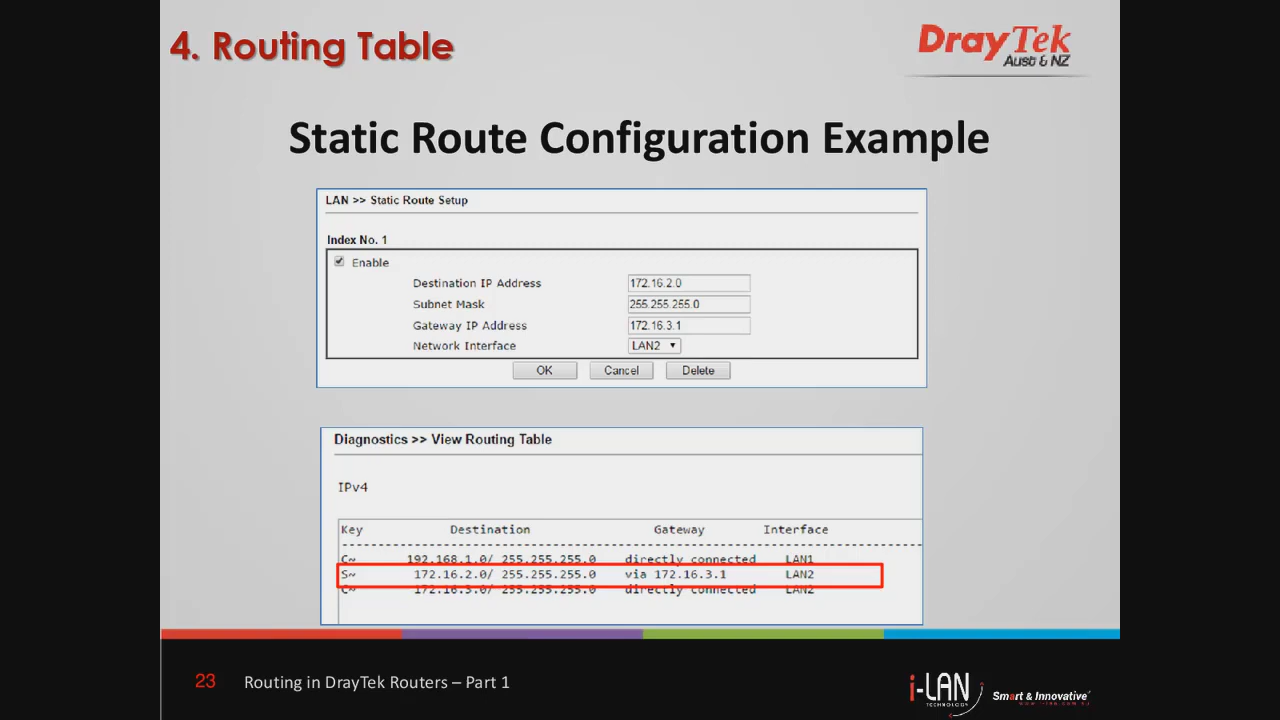 4. Routing Table
DrayTek
Aust & NZ
Static Route Configuration Example
LAN >> Static Route Setup
Index No. 1
Enable
Destination IP Address 172.16.2.0
Subnet Mask 255.255.255.0
Gateway IP Address 172.16.3.1
Network Interface LAN2
OK Cancel Delete
Diagnostics >> View Routing Table
IPv4
Key Destination Gateway Interface
C~ 192.168.1.0/ 255.255.255.0 directly connected LAN1
S~ 172.16.2.0/ 255.255.255.0 via 172.16.3.1 LAN2
C~ 172.16.3.0/ 255.255.255.0 directly connected LAN2
23 Routing in DrayTek Routers – Part 1
i-LAN
TECHNOLOGY
Smart & Innovative